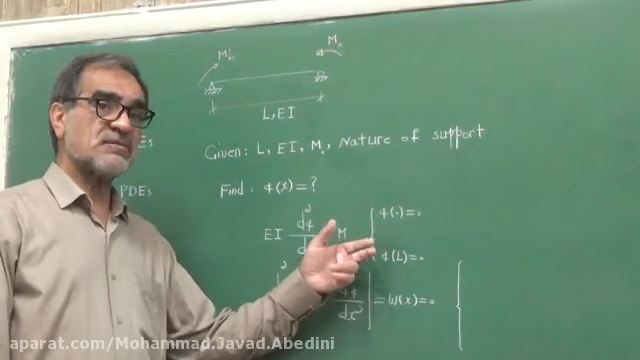 M₀ M₀
L, EI
Given: L, EI, M₀, Nature of support
ES
Find: φ(x) = ?
PDEs
EI d²φ M φ(0) = 0
φ(L) = 0
dx² = ω(x) = 0
aparat.com/Mohammad.Javad.Abedini